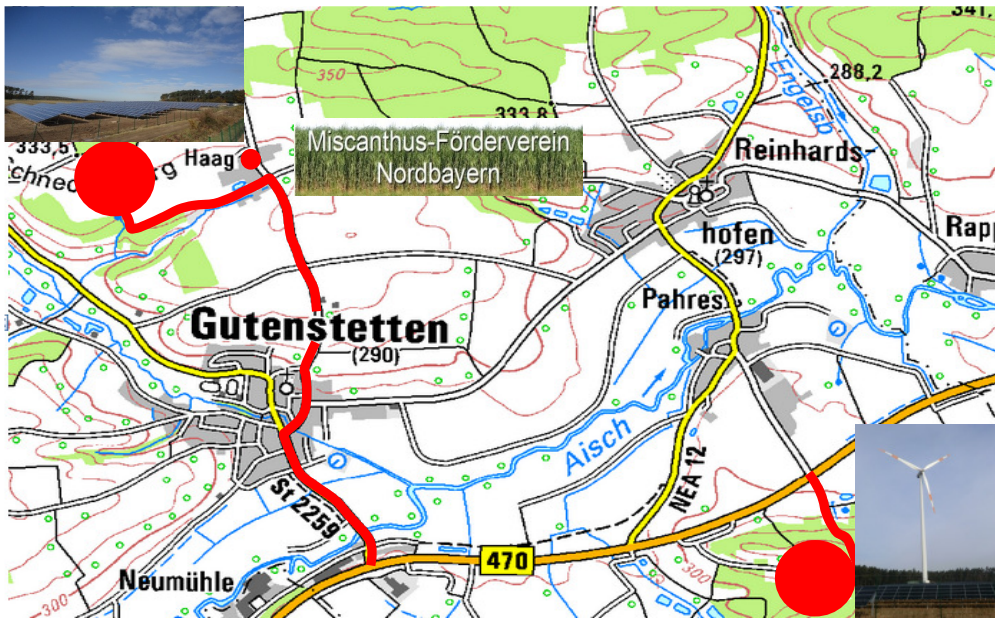 341,
350
Engelsb
288,2
333,8
333,5
Haag
Miscanthus-Förderverein
Nordbayern
Reinhards-
hofen
(297)
Rapp
Pahres
Gutenstetten
(290)
Aisch
St 2259
NEA 12
470
Neumühle
300
300